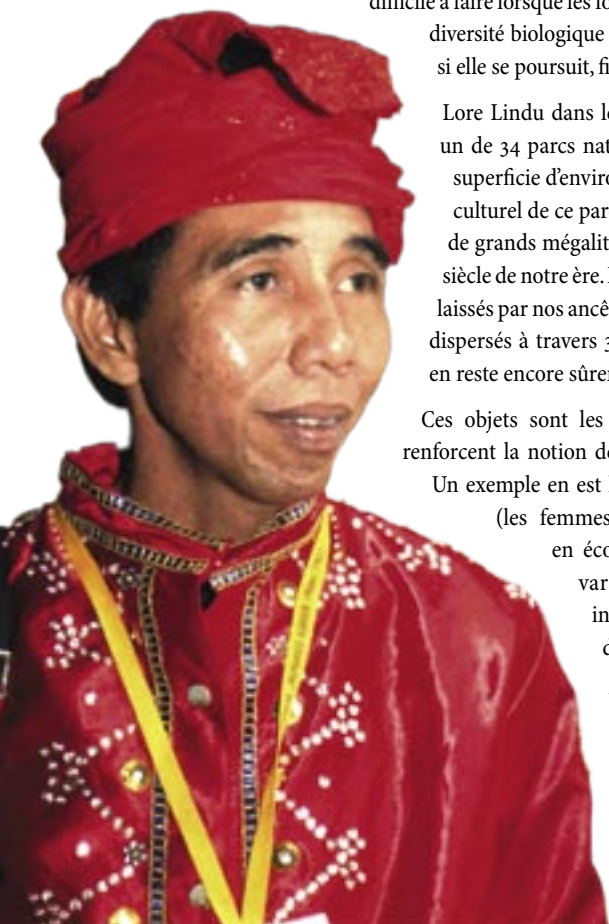 difficile à faire lorsque les fo
diversité biologique
si elle se poursuit, fi
Lore Lindu dans le
un de 34 parcs nat
superficie d'enviro
culturel de ce par
de grands mégalit
siècle de notre ère.
laissés par nos ancê
dispersés à travers 3
en reste encore sûrer
Ces objets sont les
renforcent la notion de
Un exemple en est
(les femmes
en éco
var
in
d